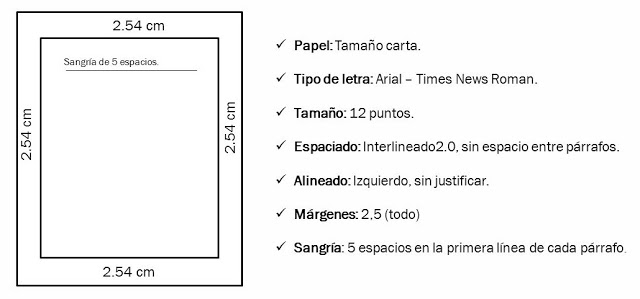 2.54 cm
Sangría de 5 espacios.
2.54 cm
2.54 cm
2.54 cm
✓ Papel: Tamaño carta.
✓ Tipo de letra: Arial – Times News Roman.
✓ Tamaño: 12 puntos.
✓ Espaciado: Interlineado2.0, sin espacio entre párrafos.
✓ Alineado: Izquierdo, sin justificar.
✓ Márgenes: 2,5 (todo)
✓ Sangría: 5 espacios en la primera línea de cada párrafo.